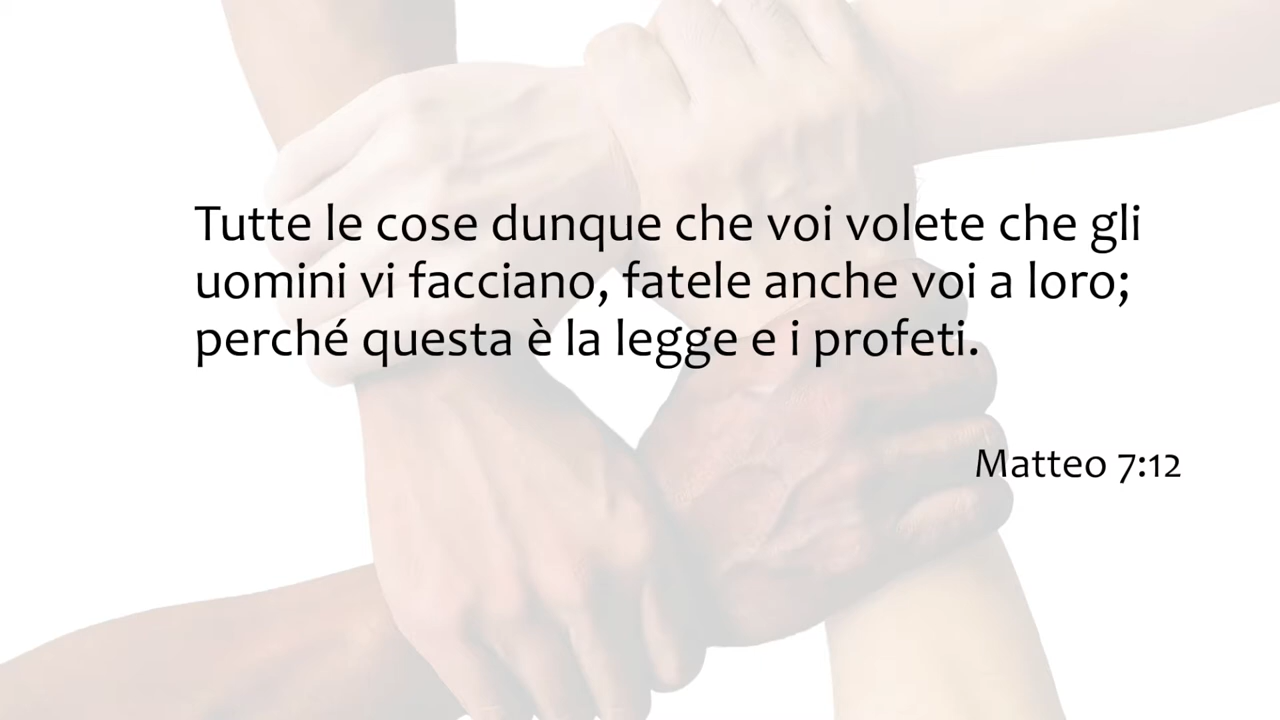 Tutte le cose dunque che voi volete che gli
uomini vi facciano, fatele anche voi a loro;
perché questa è la legge e i profeti.
Matteo 7:12